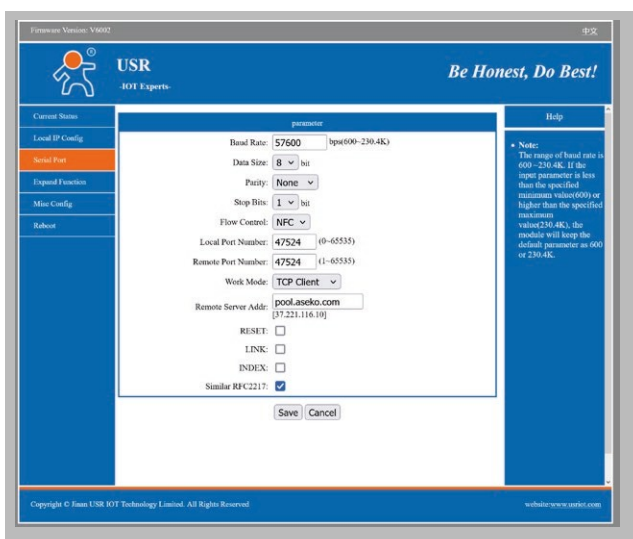 Firmware Version: V6002
中文
USR
-IOT Experts-
Be Honest, Do Best!
Current Status
Local IP Config
Serial Port
Expand Function
Misc Config
Reboot
parameter
Baud Rate: 57600 bps(600~230.4K)
Data Size: 8 bit
Parity: None
Stop Bits: 1 bit
Flow Control: NFC
Local Port Number: 47524 (0~65535)
Remote Port Number: 47524 (1~65535)
Work Mode: TCP Client
Remote Server Addr: pool.aseko.com
[37.221.116.10]
RESET:
LINK:
INDEX:
Similar RFC2217:
Save Cancel
Help
• Note:
The range of baud rate is
600~230.4K. If the
input parameter is less
than the specified
minimum value(600) or
higher than the specified
maximum
value(230.4K), the
module will keep the
default parameter as 600
or 230.4K.
Copyright © Jinan USR IOT Technology Limited. All Rights Reserved
website:www.usriot.com